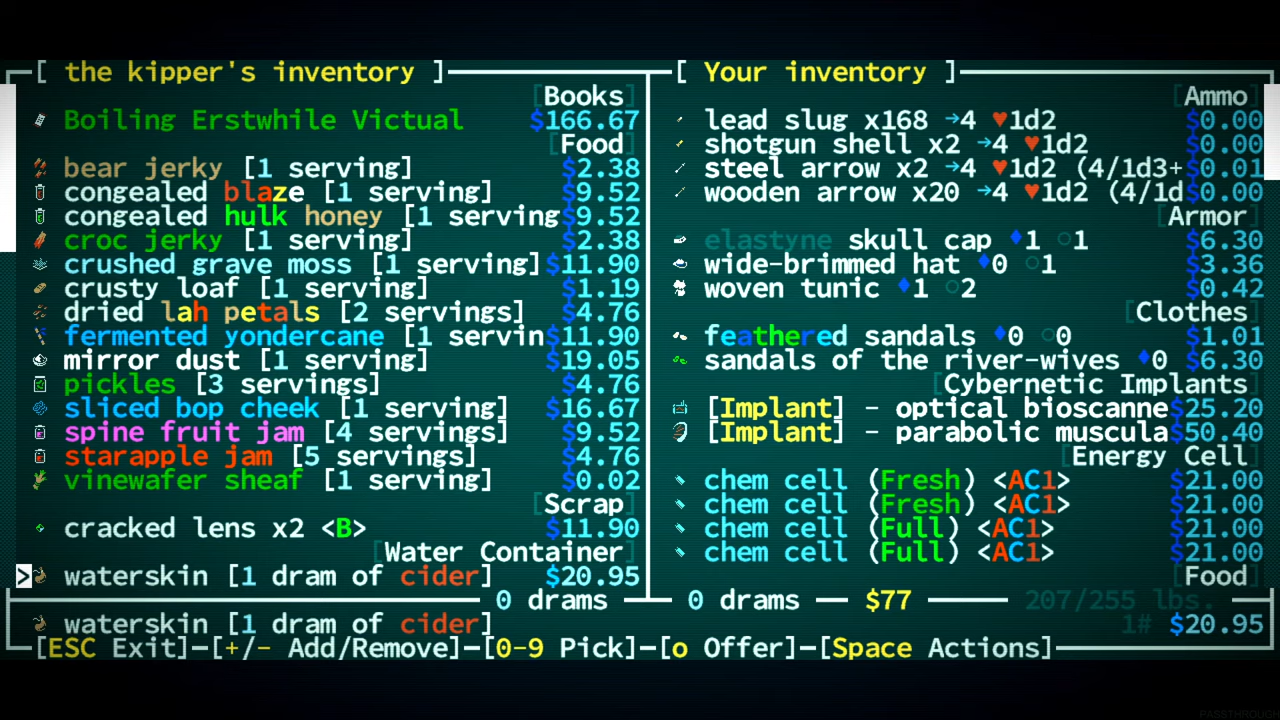 [ the kipper's inventory ]
[Books]
Boiling Erstwhile Victual $166.67
[Food]
bear jerky [1 serving] $2.38
congealed blaze [1 serving] $9.52
congealed hulk honey [1 serving $9.52
croc jerky [1 serving] $2.38
crushed grave moss [1 serving] $11.90
crusty loaf [1 serving] $1.19
dried lah petals [2 servings] $4.76
fermented yondercane [1 servin $11.90
mirror dust [1 serving] $19.05
pickles [3 servings] $4.76
sliced bop cheek [1 serving] $16.67
spine fruit jam [4 servings] $9.52
starapple jam [5 servings] $4.76
vinewafer sheaf [1 serving] $0.02
[Scrap]
cracked lens x2 <B> $11.90
[Water Container]
> waterskin [1 dram of cider] $20.95
[ Your inventory ]
[Ammo]
lead slug x168 →4 ♥1d2 $0.00
shotgun shell x2 →4 ♥1d2 $0.00
steel arrow x2 →4 ♥1d2 (4/1d3+ $0.01
wooden arrow x20 →4 ♥1d2 (4/1d $0.00
[Armor]
elastyne skull cap ♦1 ○1 $6.30
wide-brimmed hat ♦0 ○1 $3.36
woven tunic ♦1 ○2 $0.42
[Clothes]
feathered sandals ♦0 ○0 $1.01
sandals of the river-wives ♦0 $6.30
[Cybernetic Implants]
[Implant] - optical bioscanne $25.20
[Implant] - parabolic muscula $50.40
[Energy Cell]
chem cell (Fresh) <AC1> $21.00
chem cell (Fresh) <AC1> $21.00
chem cell (Full) <AC1> $21.00
chem cell (Full) <AC1> $21.00
[Food]
0 drams — 0 drams — $77 — 207/255 lbs.
waterskin [1 dram of cider] 1# $20.95
[ESC Exit]-[+/- Add/Remove]-[0-9 Pick]-[o Offer]-[Space Actions]